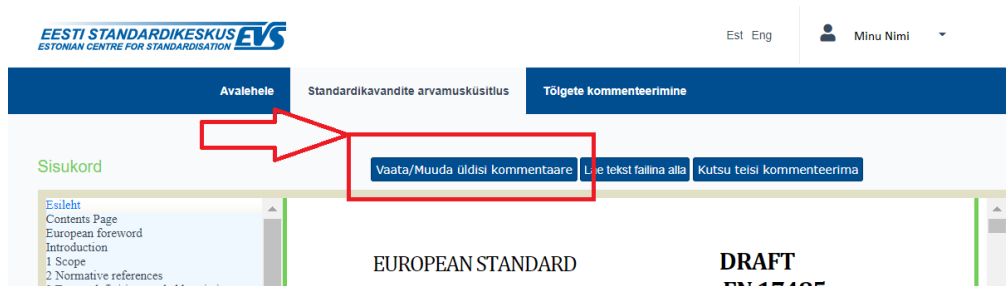 EESTI STANDARDIKESKUS EVS
ESTONIAN CENTRE FOR STANDARDISATION
Est Eng
Minu Nimi
Avalehele
Standardikavandite arvamusküsitlus
Tõlgete kommenteerimine
Sisukord
Vaata/Muuda üldisi kommentaare
tekst failina alla
Kutsu teisi kommenteerima
Esileht
Contents Page
European foreword
Introduction
1 Scope
2 Normative references
EUROPEAN STANDARD
DRAFT